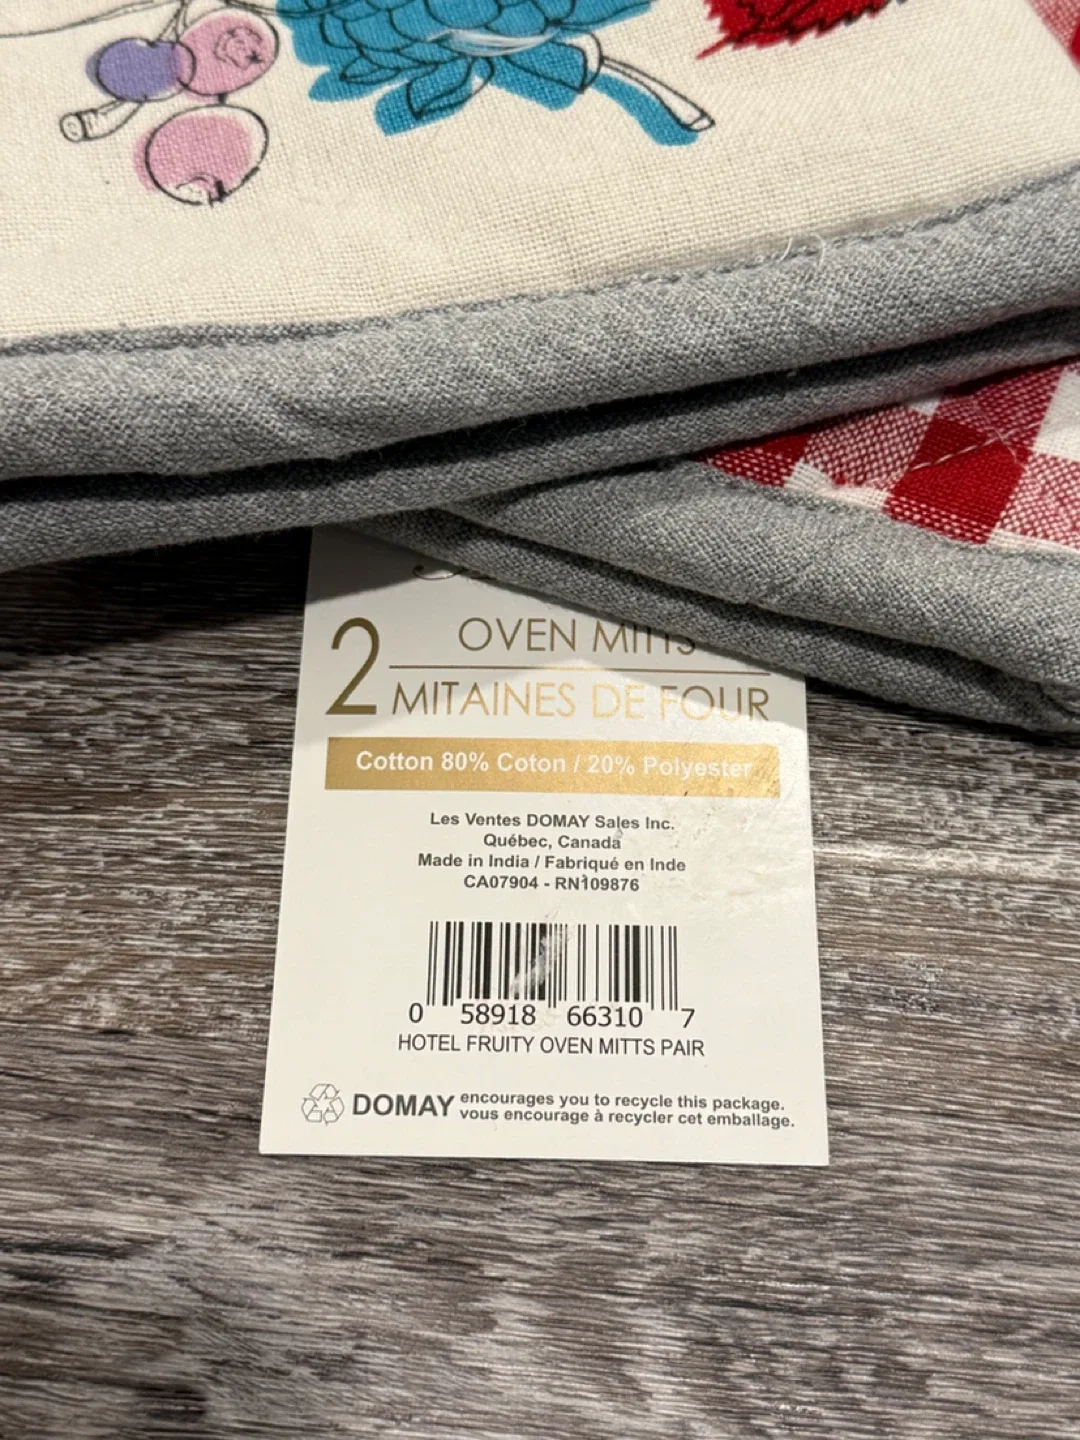 2
OVEN MITTS
MITAINES DE FOUR
Cotton 80% Coton / 20% Polyester
Les Ventes DOMAY Sales Inc.
Québec, Canada
Made in India / Fabriqué en Inde
CA07904 - RN109876
0 58918 66310 7
HOTEL FRUITY OVEN MITTS PAIR
DOMAY encourages you to recycle this package.
vous encourage à recycler cet emballage.